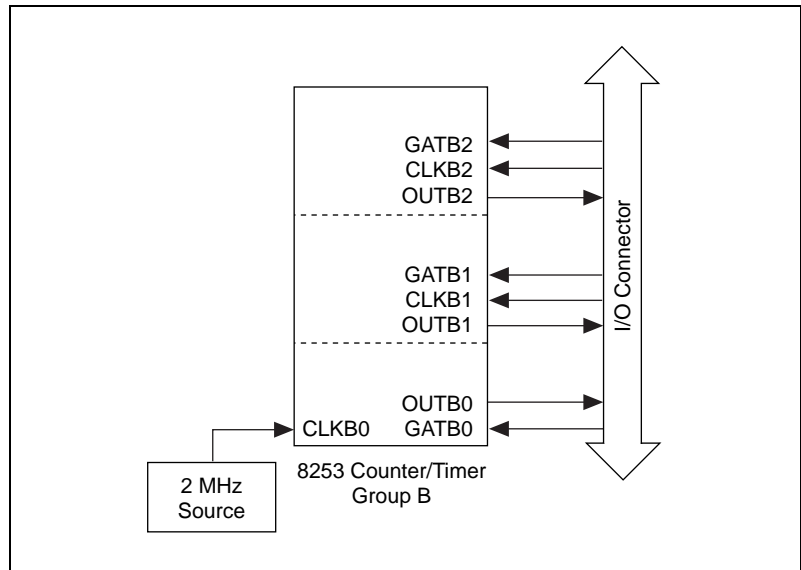 GATB2
CLKB2
OUTB2
GATB1
CLKB1
OUTB1
OUTB0
CLKB0 GATB0
I/O Connector
2 MHz
Source
8253 Counter/Timer
Group B